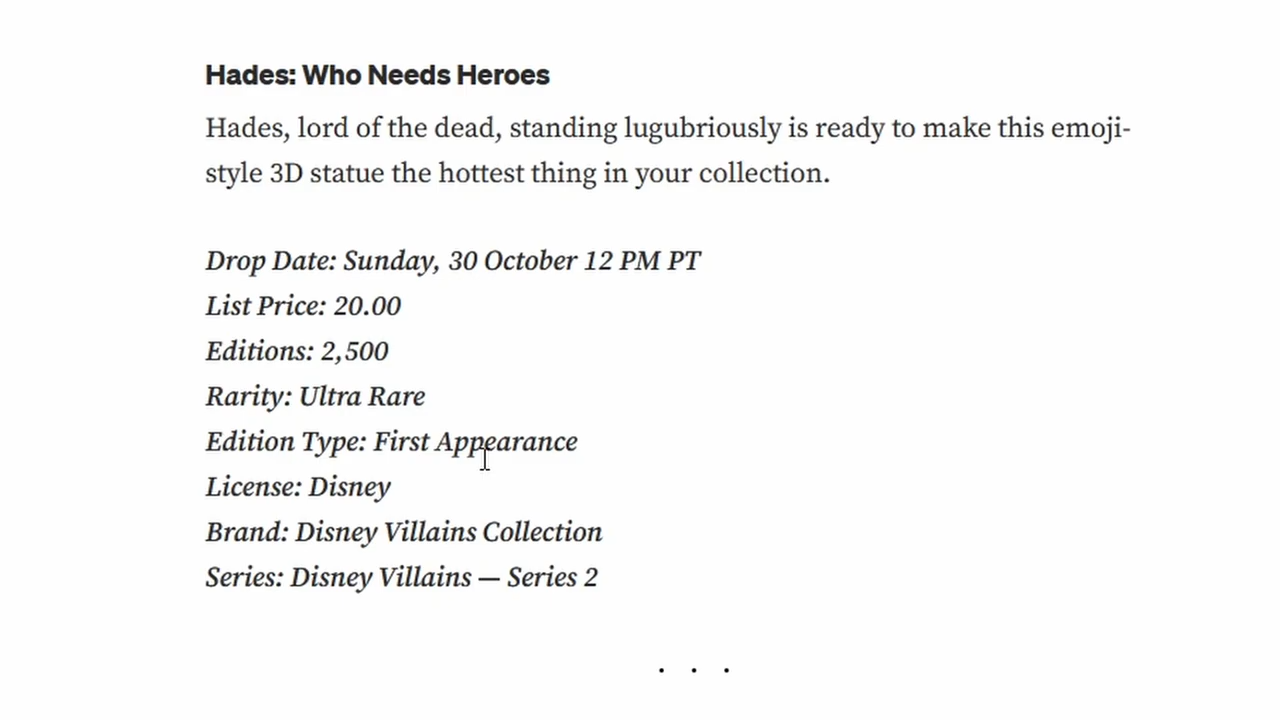 Hades: Who Needs Heroes
Hades, lord of the dead, standing lugubriously is ready to make this emoji-
style 3D statue the hottest thing in your collection.
Drop Date: Sunday, 30 October 12 PM PT
List Price: 20.00
Editions: 2,500
Rarity: Ultra Rare
Edition Type: First Appearance
License: Disney
Brand: Disney Villains Collection
Series: Disney Villains — Series 2
. . .